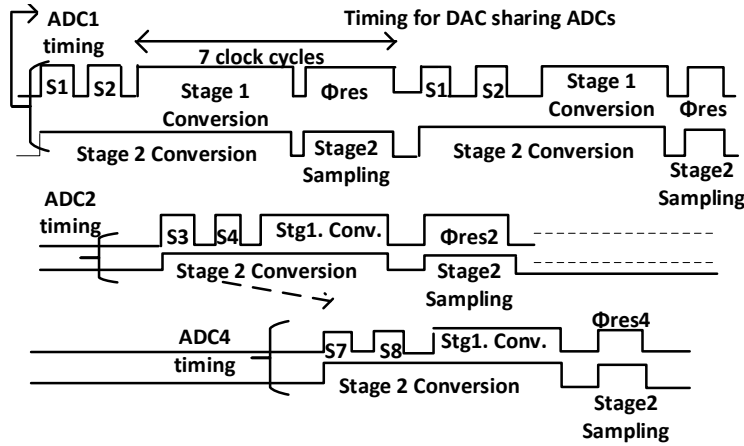 ADC1 timing
Timing for DAC sharing ADCs
7 clock cycles
S1 S2 Stage 1 Conversion Φres S1 S2 Stage 1 Conversion Φres
Stage 2 Conversion Stage2 Sampling Stage 2 Conversion Stage2 Sampling
ADC2 timing
S3 S4 Stg1. Conv. Φres2
Stage 2 Conversion Stage2 Sampling
ADC4 timing
S7 S8 Stg1. Conv. Φres4
Stage 2 Conversion Stage2 Sampling